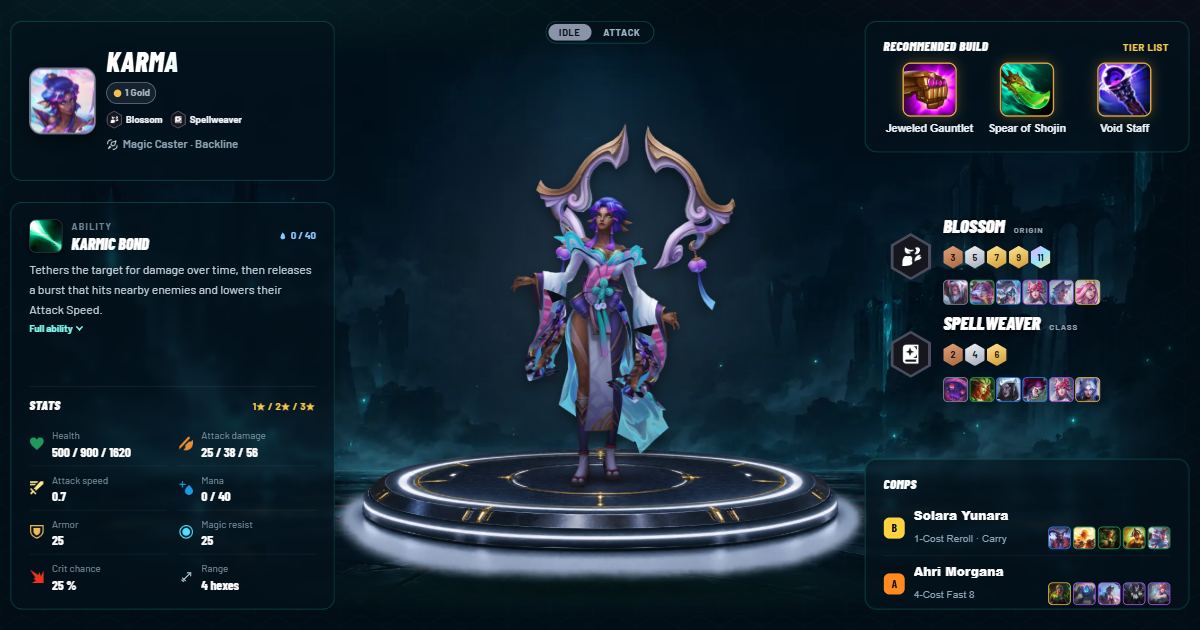 KARMA
1 Gold
Blossom Spellweaver
Magic Caster · Backline
ABILITY
KARMIC BOND
0 / 40
Tethers the target for damage over time, then releases
a burst that hits nearby enemies and lowers their
Attack Speed.
Full ability
STATS
1★ / 2★ / 3★
Health
500 / 900 / 1620
Attack damage
25 / 38 / 56
Attack speed
0.7
Mana
0 / 40
Armor
25
Magic resist
25
Crit chance
25 %
Range
4 hexes
IDLE ATTACK
RECOMMENDED BUILD
TIER LIST
Jeweled Gauntlet Spear of Shojin Void Staff
BLOSSOM ORIGIN
3 5 7 9 11
SPELLWEAVER CLASS
2 4 6
COMPS
B
Solara Yunara
1-Cost Reroll · Carry
A
Ahri Morgana
4-Cost Fast 8